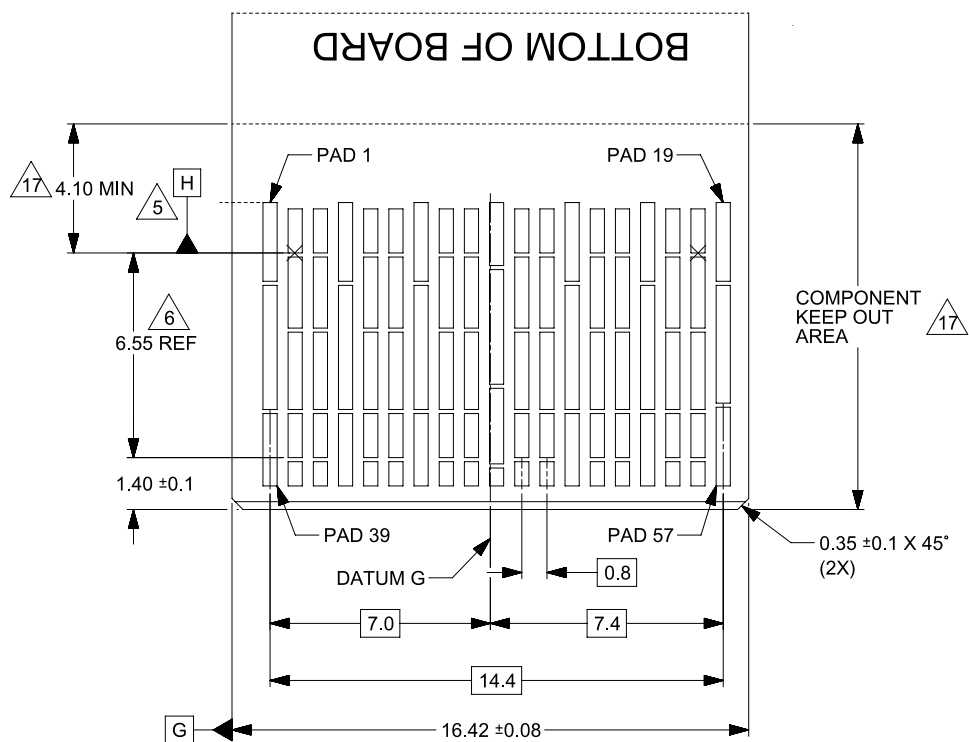 BOTTOM OF BOARD
PAD 1
PAD 19
17
4.10 MIN
5
H
6
6.55 REF
COMPONENT
KEEP OUT
AREA
17
1.40 ±0.1
PAD 39
PAD 57
0.35 ±0.1 X 45°
(2X)
DATUM G
0.8
7.0
7.4
14.4
G
16.42 ±0.08